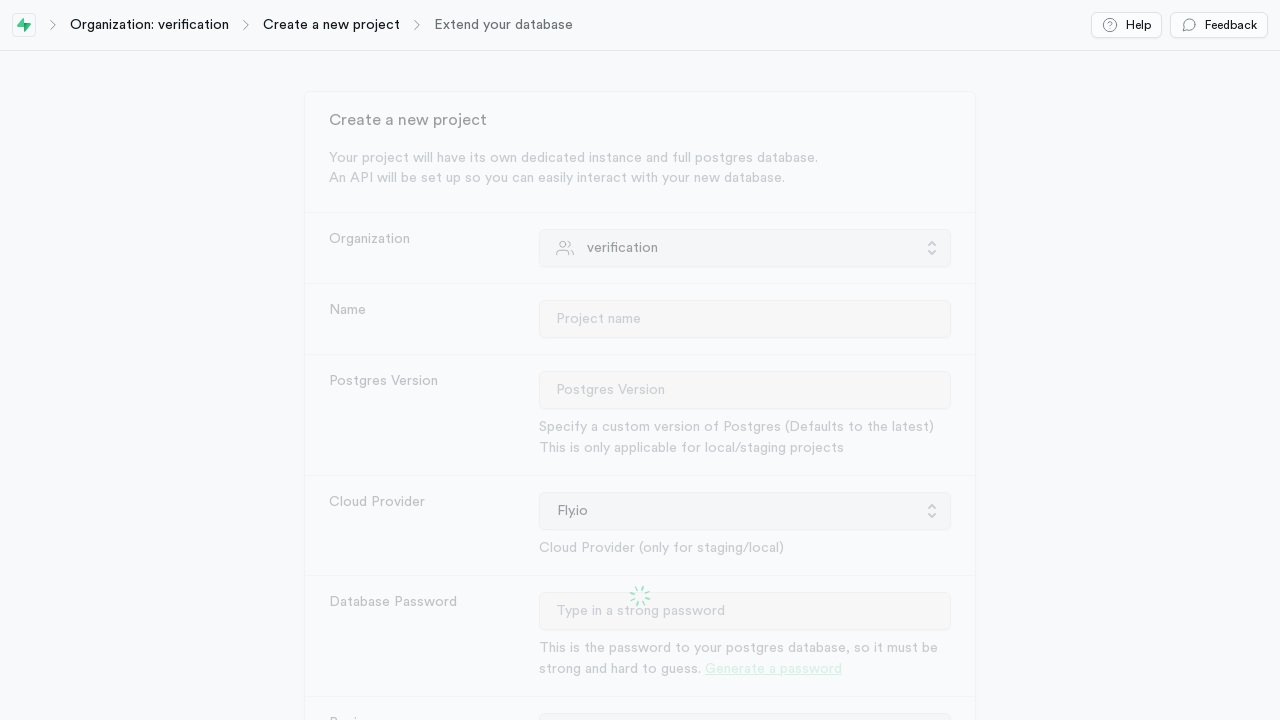 Organization: verification
Create a new project
Extend your database
Help
Feedback
Create a new project
Your project will have its own dedicated instance and full postgres database.
An API will be set up so you can easily interact with your new database.
Organization
verification
Name
Project name
Postgres Version
Postgres Version
Specify a custom version of Postgres (Defaults to the latest)
This is only applicable for local/staging projects
Cloud Provider
Fly.io
Cloud Provider (only for staging/local)
Database Password
Type in a strong password
This is the password to your postgres database, so it must be
strong and hard to guess. Generate a password